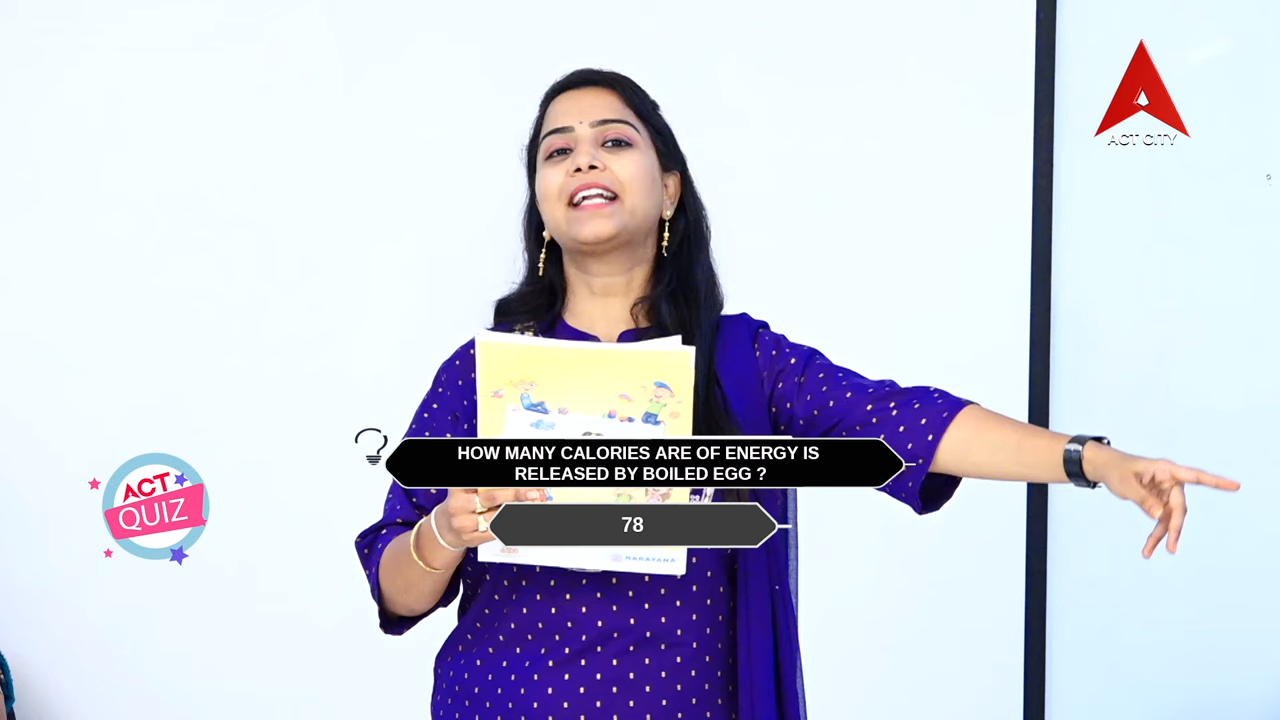 ACT CITY
HOW MANY CALORIES ARE OF ENERGY IS
RELEASED BY BOILED EGG ?
ACT
QUIZ
78
NARAYANA